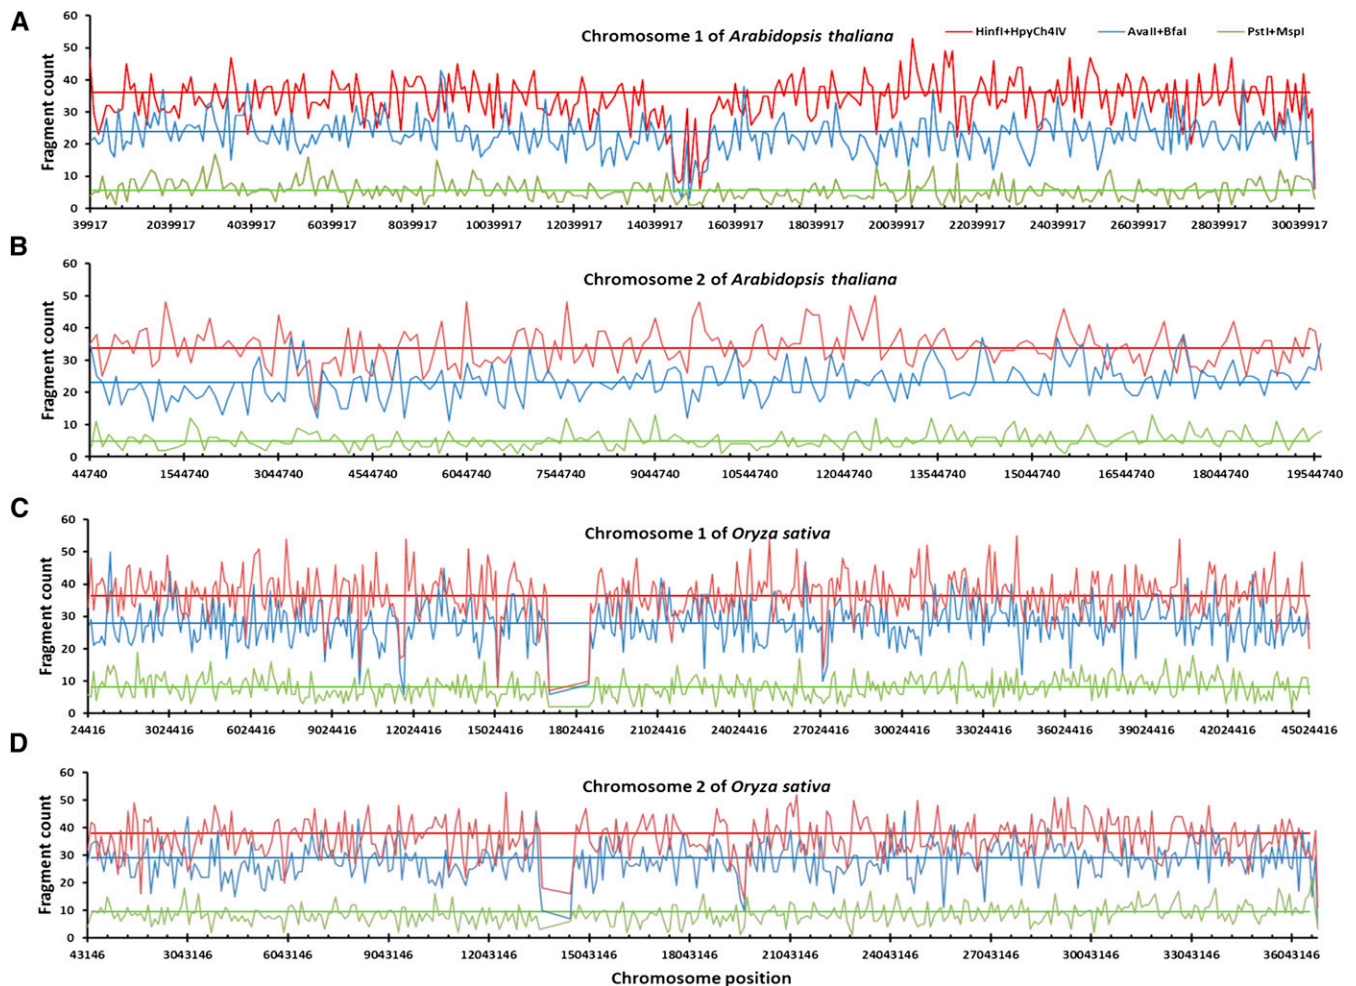 A
60
50
40
30
20
10
0
Fragment count
Chromosome 1 of Arabidopsis thaliana
HinfI+HpyCh4IV
AvaII+BfaI
PstI+MspI
39917 2039917 4039917 6039917 8039917 10039917 12039917 14039917 16039917 18039917 20039917 22039917 24039917 26039917 28039917 30039917
B
60
50
40
30
20
10
0
Fragment count
Chromosome 2 of Arabidopsis thaliana
44740 1544740 3044740 4544740 6044740 7544740 9044740 10544740 12044740 13544740 15044740 16544740 18044740 19544740
C
60
50
40
30
20
10
0
Fragment count
Chromosome 1 of Oryza sativa
24416 3024416 6024416 9024416 12024416 15024416 18024416 21024416 24024416 27024416 30024416 33024416 36024416 39024416 42024416 45024416
D
60
50
40
30
20
10
0
Fragment count
Chromosome 2 of Oryza sativa
43146 3043146 6043146 9043146 12043146 15043146 18043146 21043146 24043146 27043146 30043146 33043146 36043146
Chromosome position